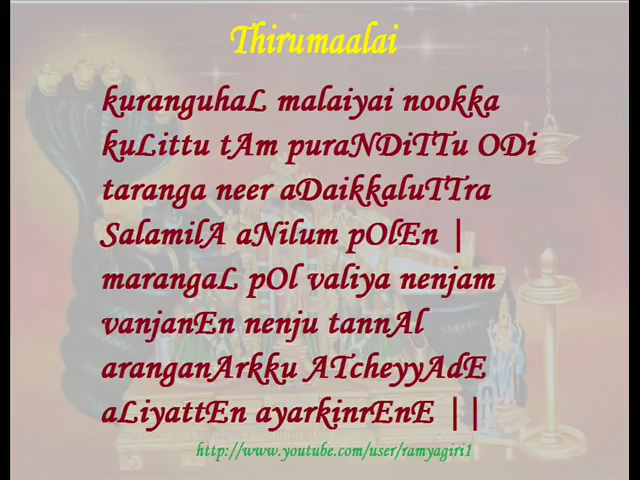 Thirumaalai
kuranguhaL malaiyai nookka
kuLittu tAm puraNDiTTu ODi
taranga neer aDaikkaluTTra
SalamilA aNilum pOlEn |
marangaL pOl valiya nenjam
vanjanEn nenju tannAl
aranganArkku ATcheyyAdE
aLiyattEn ayarkinrEnE ||
http://www.youtube.com/user/ramyagiri1